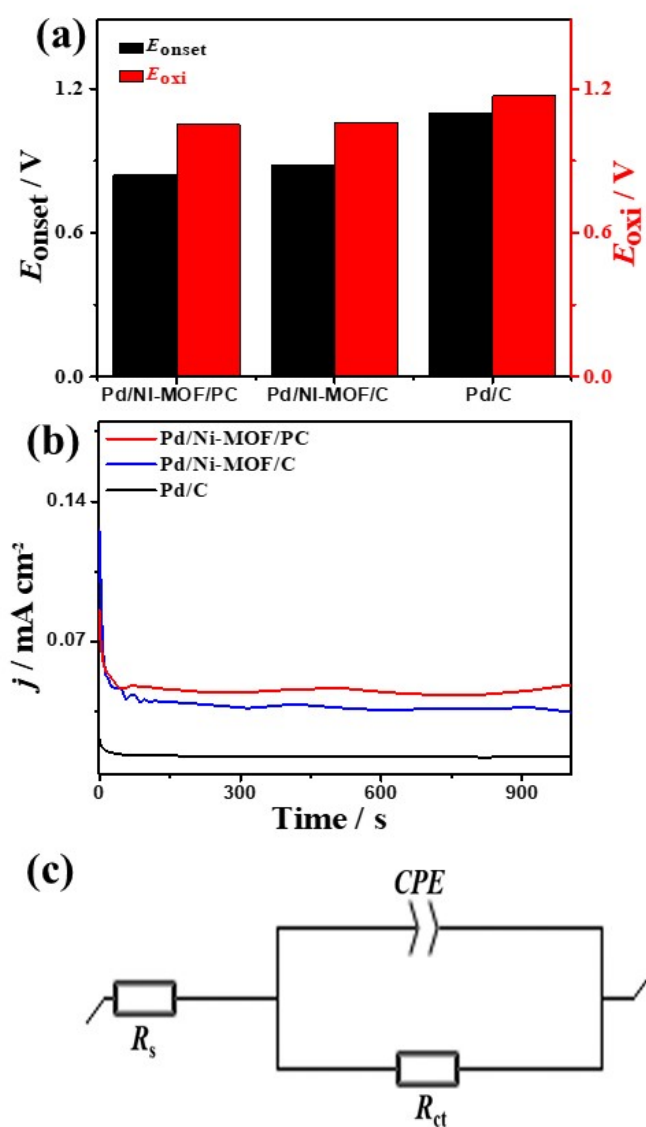 (a)
Eonset
Eoxi
Eonset / V
1.2
0.6
0.0
1.2
0.6
0.0
Eoxi / V
Pd/NI-MOF/PC
Pd/NI-MOF/C
Pd/C
(b)
Pd/Ni-MOF/PC
Pd/Ni-MOF/C
Pd/C
j / mA cm-2
0.14
0.07
0
300
600
900
Time / s
(c)
CPE
Rs
Rct